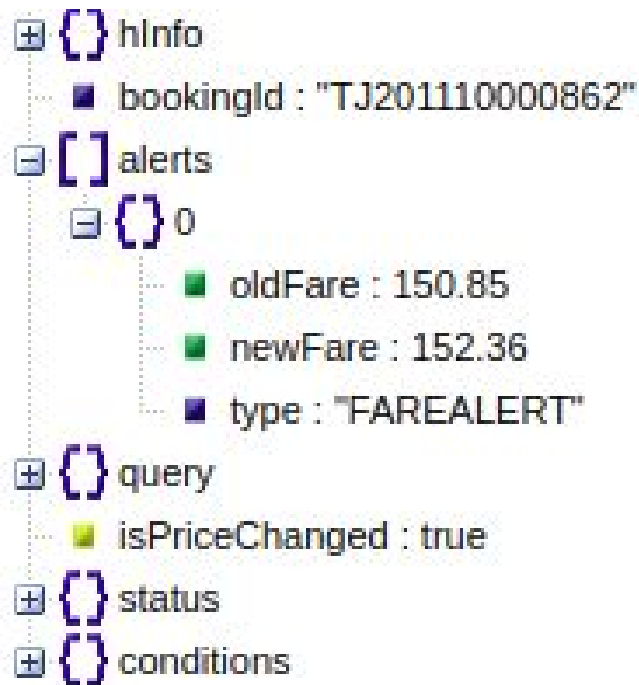 hInfo
bookingId : "TJ201110000862"
alerts
0
oldFare : 150.85
newFare : 152.36
type : "FAREALERT"
query
isPriceChanged : true
status
conditions